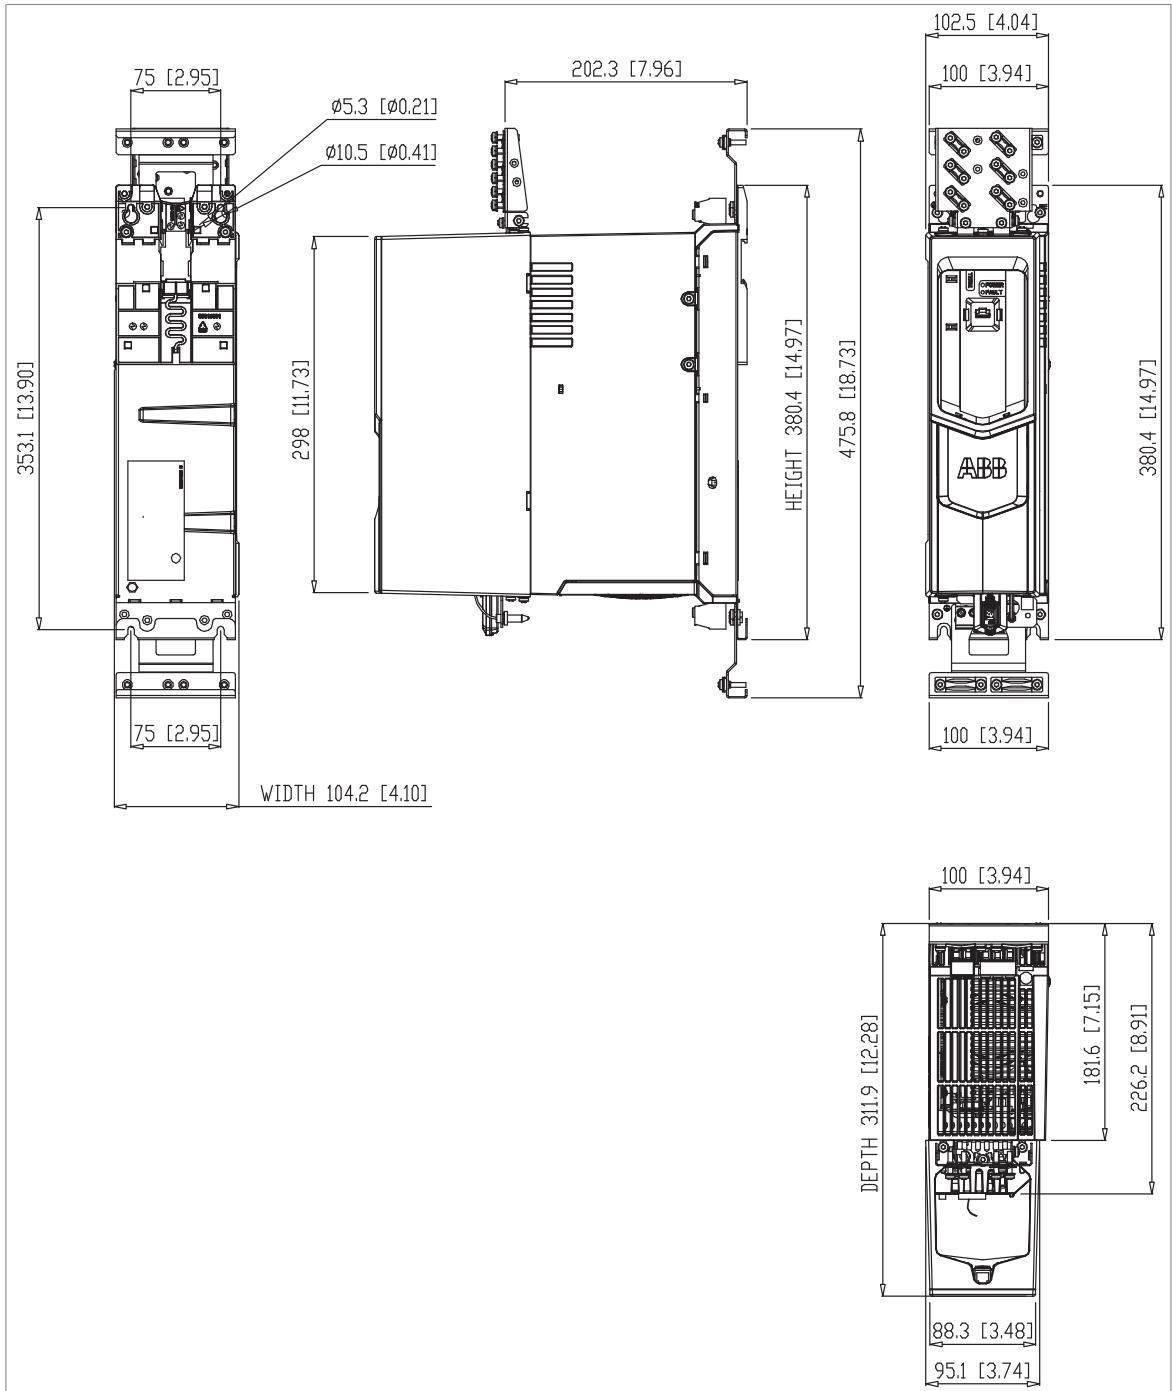 102.5 [4.04]
75 [2.95]
202.3 [7.96]
100 [3.94]
ø5.3 [ø0.21]
ø10.5 [ø0.41]
POWER
FAULT
353.1 [13.90]
298 [11.73]
HEIGHT 380.4 [14.97]
475.8 [18.73]
380.4 [14.97]
ABB
75 [2.95]
100 [3.94]
WIDTH 104.2 [4.10]
100 [3.94]
DEPTH 311.9 [12.28]
181.6 [7.15]
226.2 [8.91]
88.3 [3.48]
95.1 [3.74]